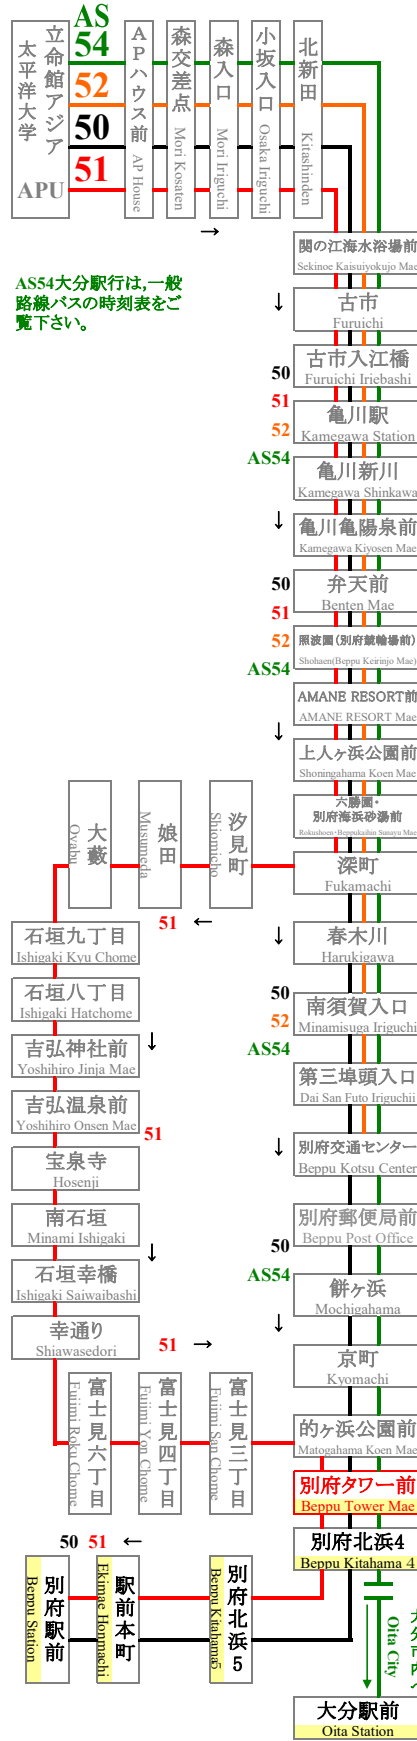 AS
54
52
50
51
立命館アジア
太平洋大学
APU
APハウス前
AP House
森交差点
Mori Kosaten
森入口
Mori Iriguchi
小坂入口
Osaka Iriguchi
北新田
Kitashinden
→
関の江海水浴場前
Sekinoe Kaisuiyokujo Mae
AS54大分駅行は,一般
路線バスの時刻表をご
覧下さい。
↓
古市
Furuichi
古市入江橋
Furuichi Iriebashi
50
51
52
AS54
亀川駅
Kamegawa Station
亀川新川
Kamegawa Shinkawa
↓
亀川亀陽泉前
Kamegawa Kiyosen Mae
50
51
52
AS54
弁天前
Benten Mae
照波園(別府競輪場前)
Shohaen(Beppu Keirinjo Mae)
AMANE RESORT前
AMANE RESORT Mae
↓
上人ヶ浜公園前
Shoningahama Koen Mae
六勝園・
別府海浜砂湯前
Rokushoen・Beppukaihin Sunayu Mae
深町
Fukamachi
汐見町
Shiomicho
娘田
Musumeda
大藪
Oyabu
51 ←
石垣九丁目
Ishigaki Kyu Chome
石垣八丁目
Ishigaki Hatchome
吉弘神社前
Yoshihiro Jinja Mae
↓
吉弘温泉前
Yoshihiro Onsen Mae
51
宝泉寺
Hosenji
南石垣
Minami Ishigaki
↓
石垣幸橋
Ishigaki Saiwaibashi
幸通り
Shiawasedori
51 →
富士見六丁目
Fujimi Roku Chome
富士見四丁目
Fujimi Yon Chome
富士見三丁目
Fujimi San Chome
↓
春木川
Harukigawa
50
52
AS54
南須賀入口
Minamisuga Iriguchi
第三埠頭入口
Dai San Futo Iriguchii
↓
別府交通センター
Beppu Kotsu Center
別府郵便局前
Beppu Post Office
50
AS54
餅ヶ浜
Mochigahama
↓
京町
Kyomachi
的ヶ浜公園前
Matogahama Koen Mae
別府タワー前
Beppu Tower Mae
別府北浜4
Beppu Kitahama 4
50 51 ←
別府北浜5
Beppu Kitahama5
駅前本町
Ekimae Honmachi
別府駅前
Beppu Station
Oita City
大分駅前
Oita Station